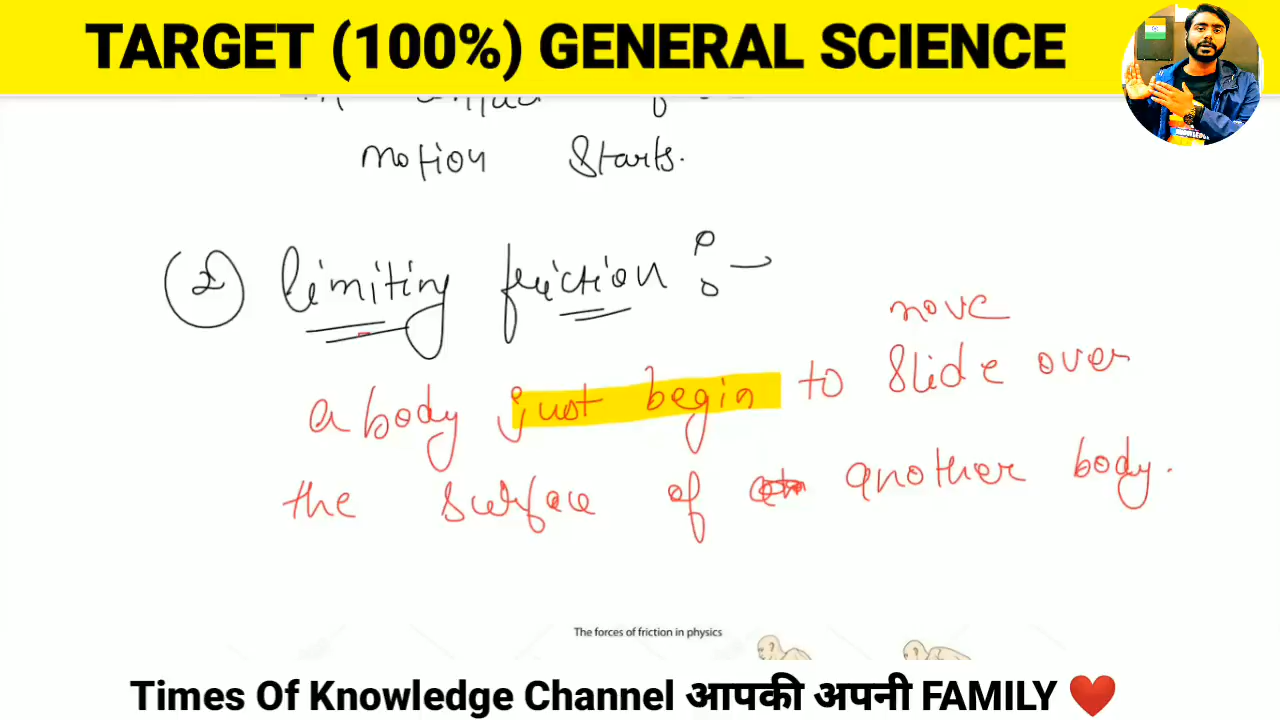 TARGET (100%) GENERAL SCIENCE
motion starts.
(2) limiting friction :-
move
a body just begin to slide over
the surface of another body.
The forces of friction in physics
Times Of Knowledge Channel आपकी अपनी FAMILY ❤️